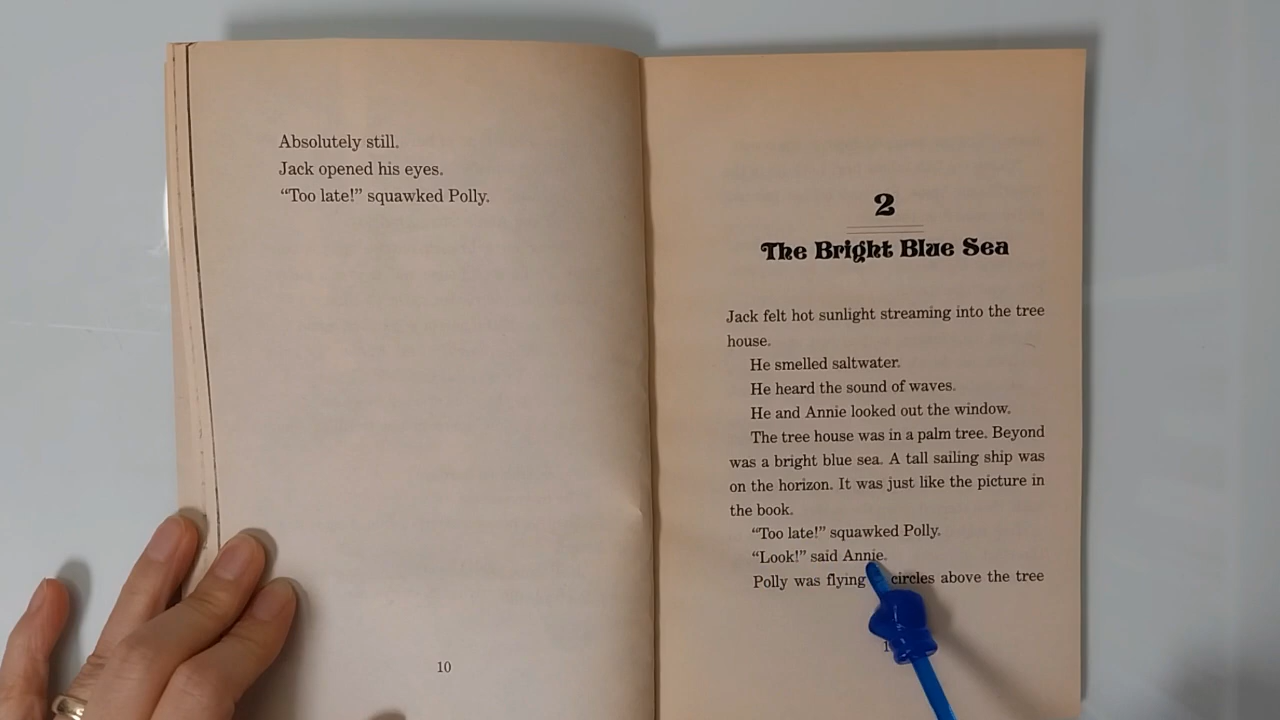 Absolutely still.
Jack opened his eyes.
“Too late!” squawked Polly.
10
2
The Bright Blue Sea
Jack felt hot sunlight streaming into the tree
house.
He smelled saltwater.
He heard the sound of waves.
He and Annie looked out the window.
The tree house was in a palm tree. Beyond
was a bright blue sea. A tall sailing ship was
on the horizon. It was just like the picture in
the book.
“Too late!” squawked Polly.
“Look!” said Annie.
Polly was flying circles above the tree